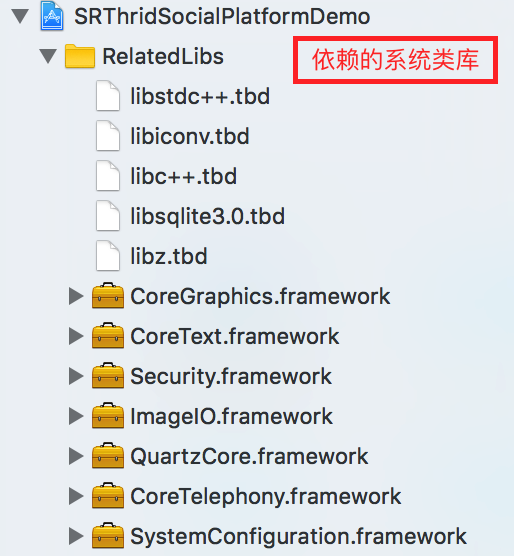 SRThridSocialPlatformDemo
RelatedLibs
依赖的系统类库
libstdc++.tbd
libiconv.tbd
libc++.tbd
libsqlite3.0.tbd
libz.tbd
CoreGraphics.framework
CoreText.framework
Security.framework
ImageIO.framework
QuartzCore.framework
CoreTelephony.framework
SystemConfiguration.framework